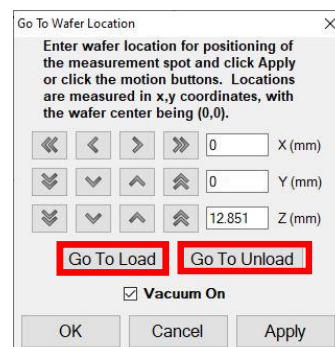 Go To Wafer Location
Enter wafer location for positioning of
the measurement spot and click Apply
or click the motion buttons. Locations
are measured in x,y coordinates, with
the wafer center being (0,0).
0 X (mm)
0 Y (mm)
12.851 Z (mm)
Go To Load Go To Unload
Vacuum On
OK Cancel Apply